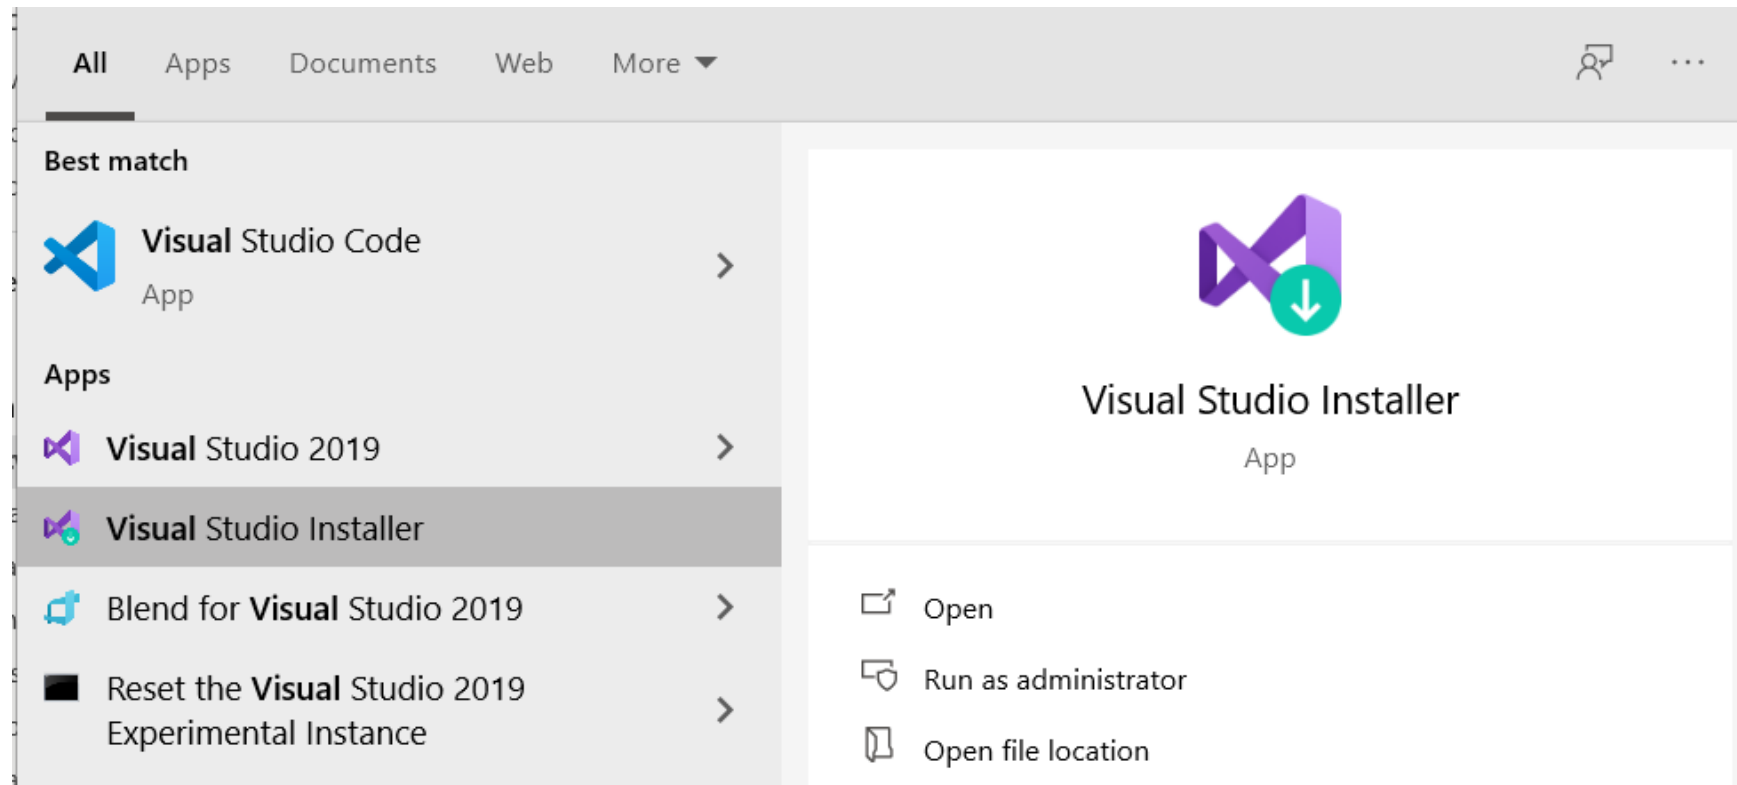 All Apps Documents Web More
Best match
Visual Studio Code
App
Apps
Visual Studio 2019
Visual Studio Installer
Blend for Visual Studio 2019
Reset the Visual Studio 2019
Experimental Instance
Visual Studio Installer
App
Open
Run as administrator
Open file location